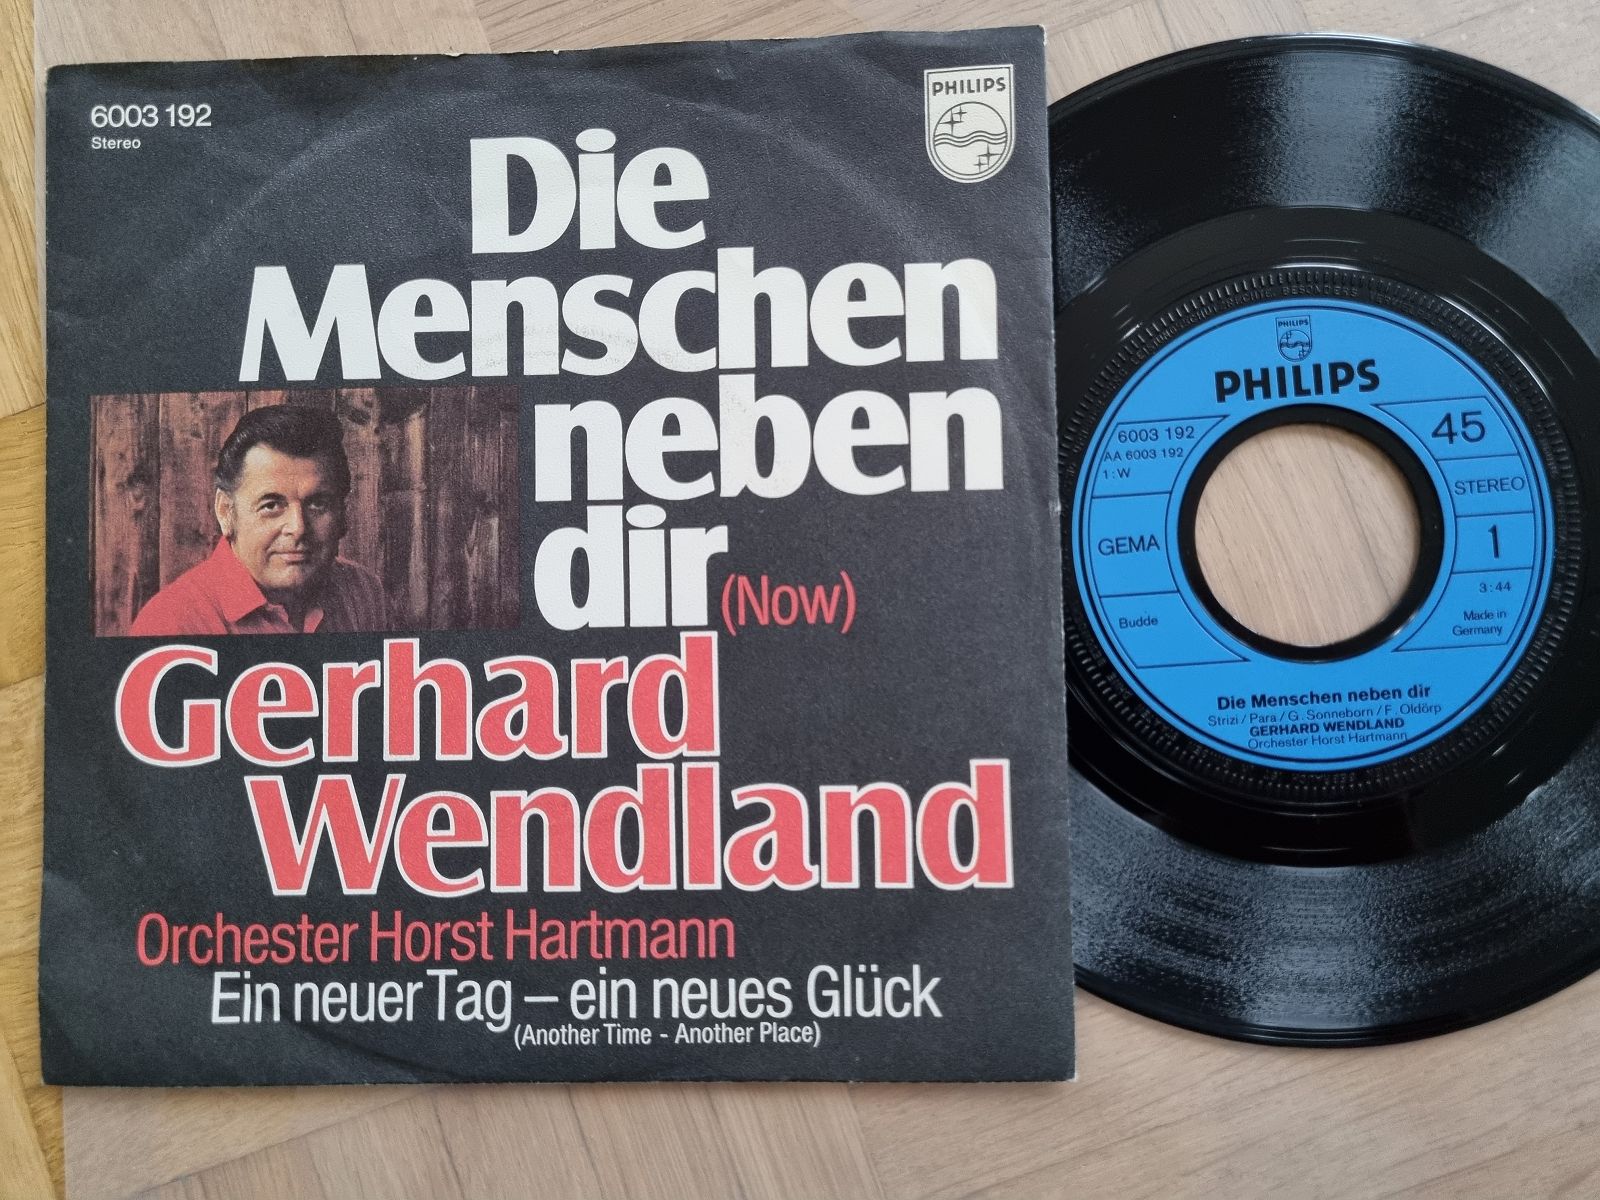 6003 192
Stereo
PHILIPS
Die
Menschen
neben
dir (Now)
Gerhard
Wendland
Orchester Horst Hartmann
Ein neuer Tag – ein neues Glück
(Another Time - Another Place)
PHILIPS
PHILIPS
6003 192
AA 6003 192
1:W
GEMA
Budde
45
STEREO
1
3:44
Made in
Germany
Die Menschen neben dir
Strizi / Para / G. Sonneborn / F. Oldörp
GERHARD WENDLAND
Orchester Horst Hartmann